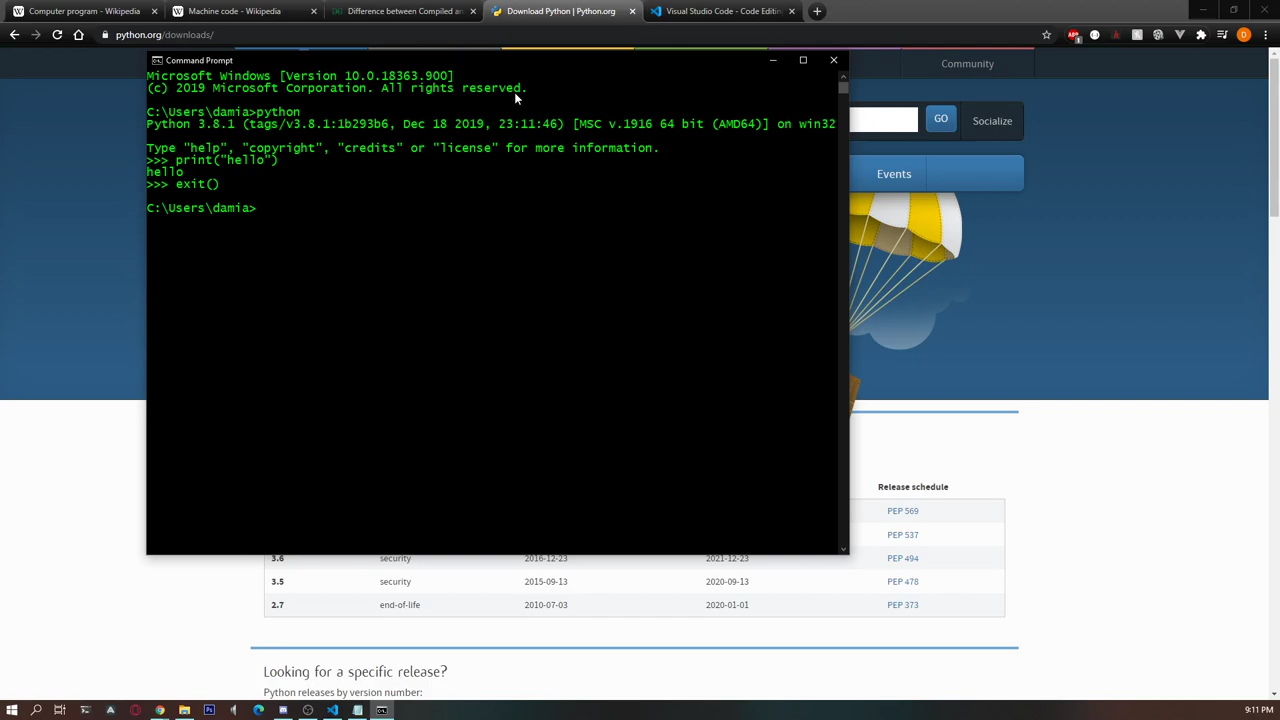 Computer program - Wikipedia
Machine code - Wikipedia
Difference between Compiled an
Download Python | Python.org
Visual Studio Code - Code Editin
python.org/downloads/
Community
Command Prompt
Microsoft Windows [Version 10.0.18363.900]
(c) 2019 Microsoft Corporation. All rights reserved.
C:\Users\damia>python
Python 3.8.1 (tags/v3.8.1:1b293b6, Dec 18 2019, 23:11:46) [MSC v.1916 64 bit (AMD64)] on win32
Type "help", "copyright", "credits" or "license" for more information.
>>> print("hello")
hello
>>> exit()
C:\Users\damia>
GO
Socialize
Events
Release schedule
PEP 569
PEP 537
3.6 security 2016-12-23 2021-12-23 PEP 494
3.5 security 2015-09-13 2020-09-13 PEP 478
2.7 end-of-life 2010-07-03 2020-01-01 PEP 373
Looking for a specific release?
Python releases by version number:
9:11 PM